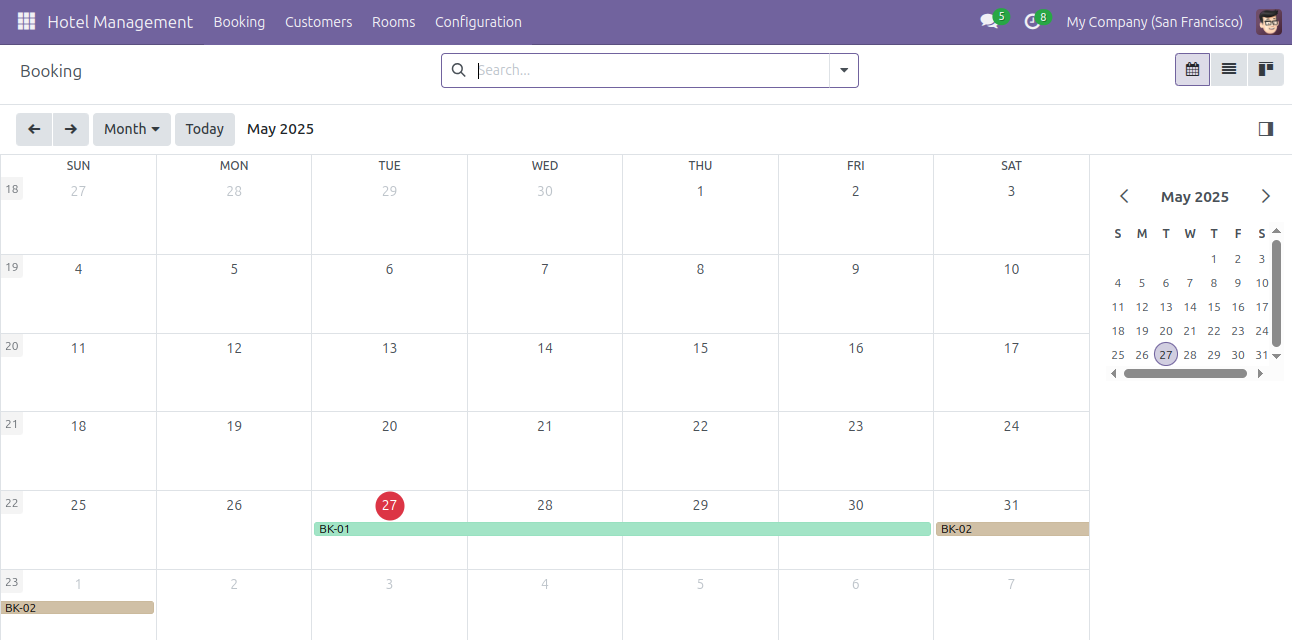 Hotel Management Booking Customers Rooms Configuration 5 8 My Company (San Francisco)
Booking Search...
Month Today May 2025
SUN MON TUE WED THU FRI SAT
18 27 28 29 30 1 2 3
19 4 5 6 7 8 9 10
20 11 12 13 14 15 16 17
21 18 19 20 21 22 23 24
22 25 26 27 28 29 30 31
BK-01 BK-02
23 1 2 3 4 5 6 7
BK-02
May 2025
S M T W T F S
1 2 3
4 5 6 7 8 9 10
11 12 13 14 15 16 17
18 19 20 21 22 23 24
25 26 27 28 29 30 31